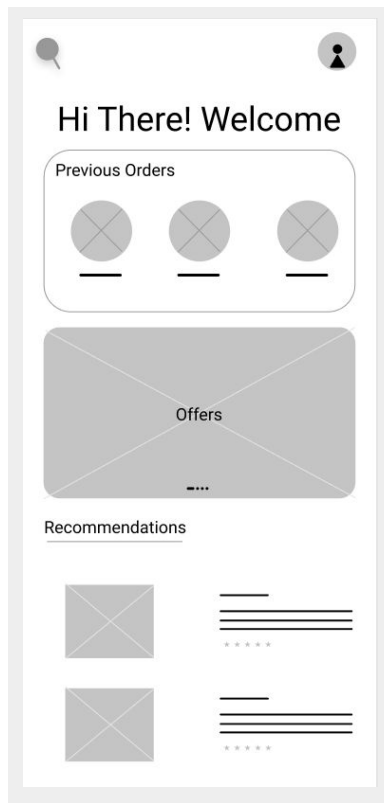 Hi There! Welcome
Previous Orders
Offers
Recommendations
* * * * *
* * * * *